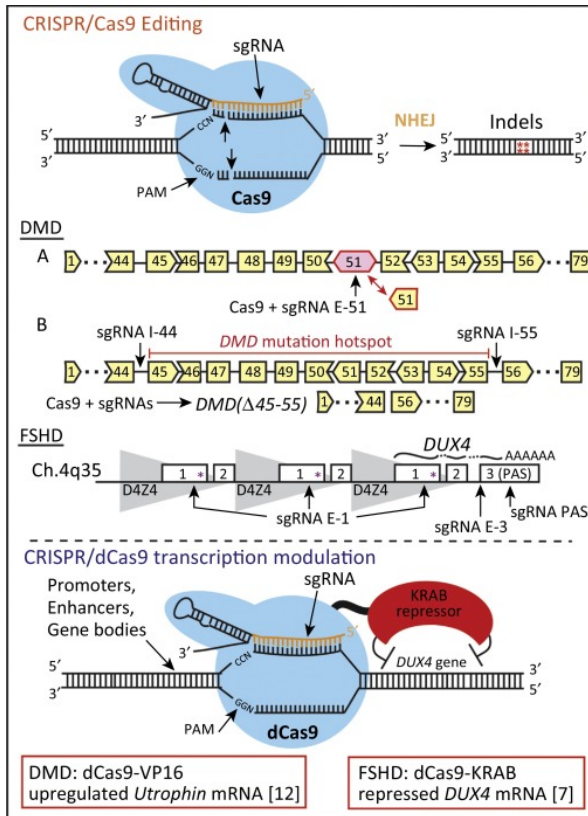 CRISPR/Cas9 Editing
sgRNA
5′
3′
CCN
5′
3′
3′
5′
NHEJ
Indels
5′
3′
3′
5′
**
**
GGN
PAM
Cas9
DMD
A
1 ··· 44 45 46 47 48 49 50 51 52 53 54 55 56 ··· 79
51
Cas9 + sgRNA E-51
B
sgRNA I-44
sgRNA I-55
DMD mutation hotspot
1 ··· 44 45 46 47 48 49 50 51 52 53 54 55 56 ··· 79
Cas9 + sgRNAs
DMD(Δ45-55)
1 ··· 44 56 ··· 79
FSHD
DUX4
AAAAAA
Ch.4q35
1 * 2 1 * 2 1 * 2 3 (PAS)
D4Z4 D4Z4 D4Z4
sgRNA E-1
sgRNA E-3
sgRNA PAS
CRISPR/dCas9 transcription modulation
Promoters,
Enhancers,
Gene bodies
sgRNA
KRAB
repressor
5′
3′
CCN
DUX4 gene
5′
3′
3′
5′
GGN
PAM
dCas9
DMD: dCas9-VP16
upregulated Utrophin mRNA [12]
FSHD: dCas9-KRAB
repressed DUX4 mRNA [7]